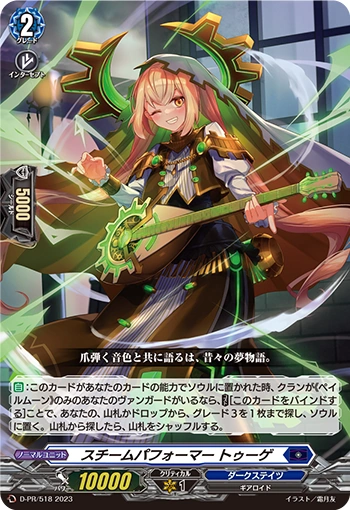 2
グレード
インターセプト
5000
シールド
爪弾く音色と共に語るは、昔々の夢物語。
自:このカードがあなたのカードの能力でソウルに置かれた時、クランが《ペイ
ルムーン》のみのあなたのヴァンガードがいるなら、【[このカードをバインドす
る]ことで、あなたの、山札かドロップから、グレード3を1枚まで探し、ソウル
に置く。山札から探したら、山札をシャッフルする。
ノーマルユニット
スチームパフォーマー トゥーゲ
パワー 10000
クリティカル
1
ダークステイツ
ギアロイド
D-PR/518 2023
イラスト/霜月友